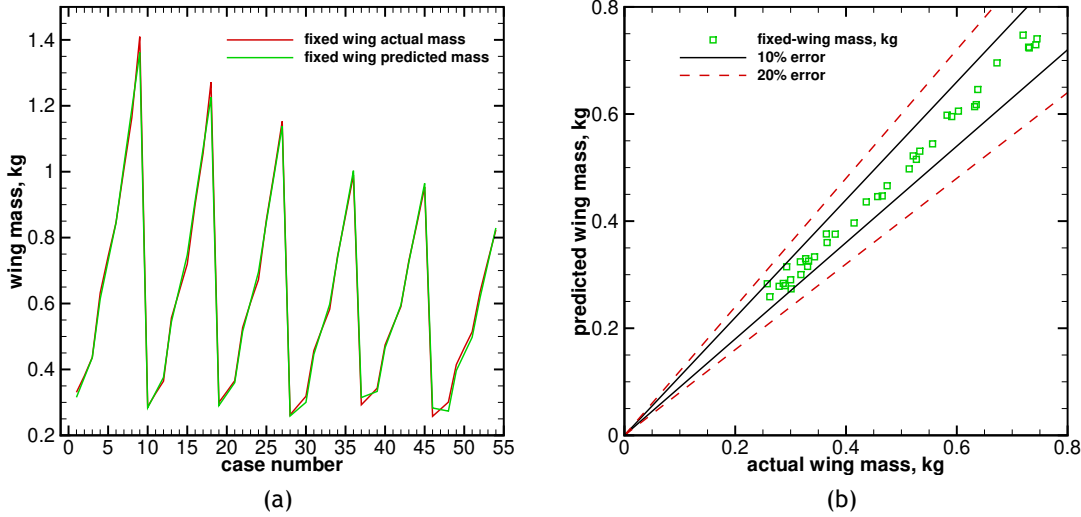 fixed wing actual mass
fixed wing predicted mass
wing mass, kg
1.4
1.2
1
0.8
0.6
0.4
0.2
0 5 10 15 20 25 30 35 40 45 50 55
case number
(a)
fixed-wing mass, kg
10% error
20% error
predicted wing mass, kg
0.8
0.6
0.4
0.2
0
0 0.2 0.4 0.6 0.8
actual wing mass, kg
(b)